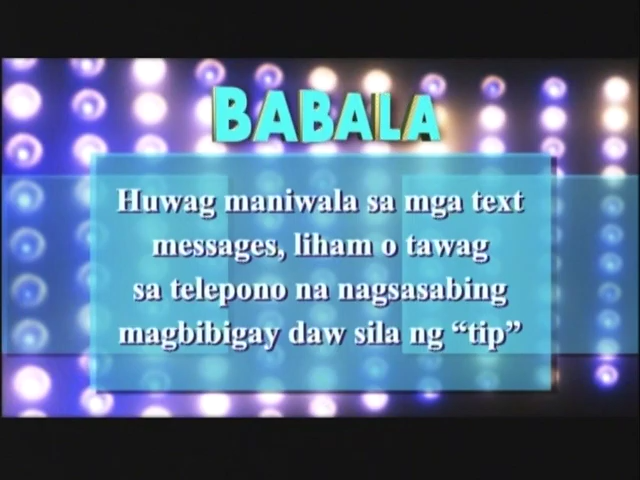 BABALA
Huwag maniwala sa mga text
messages, liham o tawag
sa telepono na nagsasabing
magbibigay daw sila ng “tip”